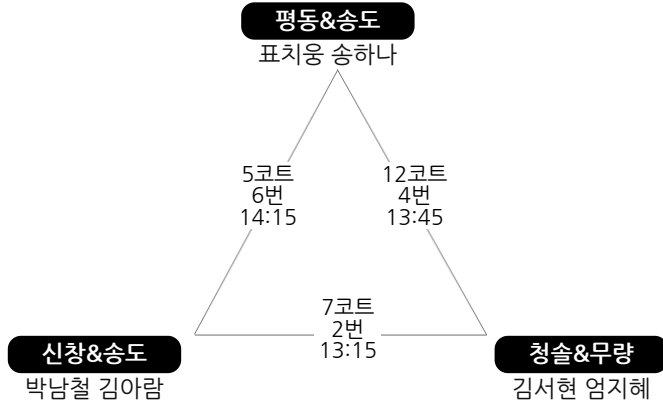 평동&송도
표치웅 송하나
5코트
6번
14:15
12코트
4번
13:45
7코트
2번
13:15
신창&송도
박남철 김아람
청솔&무량
김서현 엄지혜